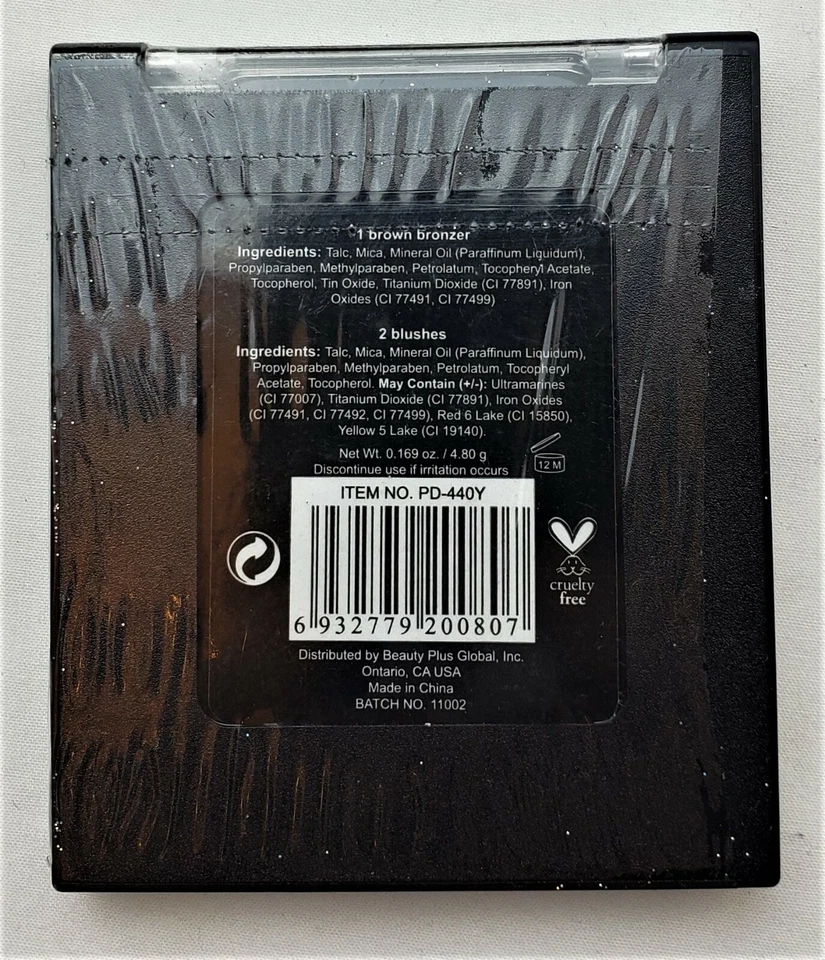 1 brown bronzer
Ingredients: Talc, Mica, Mineral Oil (Paraffinum Liquidum),
Propylparaben, Methylparaben, Petrolatum, Tocopheryl Acetate,
Tocopherol, Tin Oxide, Titanium Dioxide (CI 77891), Iron
Oxides (CI 77491, CI 77499)
2 blushes
Ingredients: Talc, Mica, Mineral Oil (Paraffinum Liquidum),
Propylparaben, Methylparaben, Petrolatum, Tocopheryl
Acetate, Tocopherol. May Contain (+/-): Ultramarines
(CI 77007), Titanium Dioxide (CI 77891), Iron Oxides
(CI 77491, CI 77492, CI 77499), Red 6 Lake (CI 15850),
Yellow 5 Lake (CI 19140).
Net Wt. 0.169 oz. / 4.80 g
Discontinue use if irritation occurs
12 M
ITEM NO. PD-440Y
6 932779 200807
cruelty
free
Distributed by Beauty Plus Global, Inc.
Ontario, CA USA
Made in China
BATCH NO. 11002